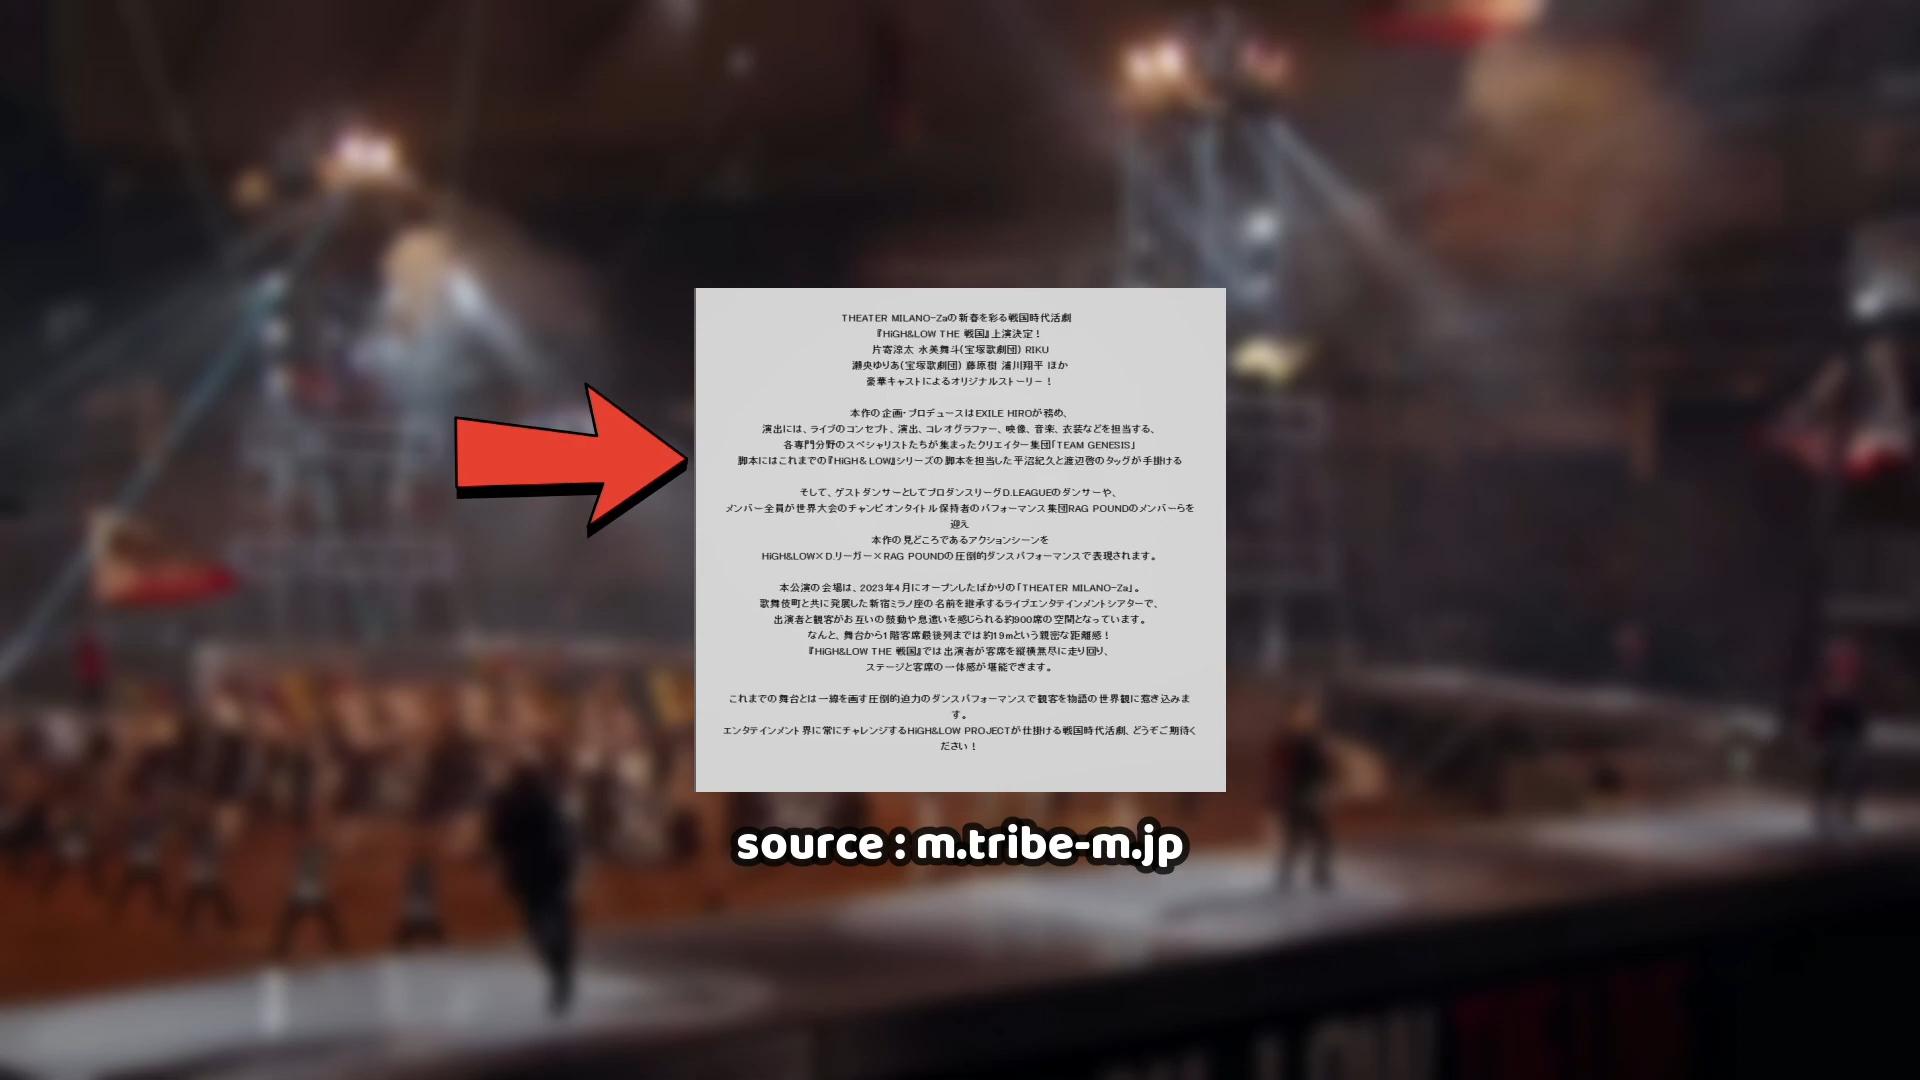 THEATER MILANO-Zaの新春を彩る戦国時代活劇
『HiGH&LOW THE 戦国』上演決定！
片寄涼太 水美舞斗(宝塚歌劇団) RIKU
瀬央ゆりあ(宝塚歌劇団) 藤原樹 浦川翔平 ほか
豪華キャストによるオリジナルストーリー！
本作の企画・プロデュースはEXILE HIROが務め、
演出には、ライブのコンセプト、演出、コレオグラファー、映像、音楽、衣装などを担当する、
各専門分野のスペシャリストたちが集まったクリエイター集団「TEAM GENESIS」
脚本にはこれまでの『HiGH＆LOW』シリーズの脚本を担当した平沼紀久と渡辺啓のタッグが手掛ける
そして、ゲストダンサーとしてプロダンスリーグD.LEAGUEのダンサーや、
メンバー全員が世界大会のチャンピオンタイトル保持者のパフォーマンス集団RAG POUNDのメンバーらを
迎え
本作の見どころであるアクションシーンを
HiGH&LOW×D.リーガー×RAG POUNDの圧倒的ダンスパフォーマンスで表現されます。
本公演の会場は、2023年4月にオープンしたばかりの「THEATER MILANO-Za」。
歌舞伎町と共に発展した新宿ミラノ座の名前を継承するライブエンタテインメントシアターで、
出演者と観客がお互いの鼓動や息遣いを感じられる約900席の空間となっています。
なんと、舞台から1階客席最後列までは約19mという親密な距離感！
『HiGH&LOW THE 戦国』では出演者が客席を縦横無尽に走り回り、
ステージと客席の一体感が堪能できます。
これまでの舞台とは一線を画す圧倒的迫力のダンスパフォーマンスで観客を物語の世界観に惹き込みま
す。
エンタテインメント界に常にチャレンジするHiGH&LOW PROJECTが仕掛ける戦国時代活劇、どうぞご期待く
ださい！
source : m.tribe-m.jp